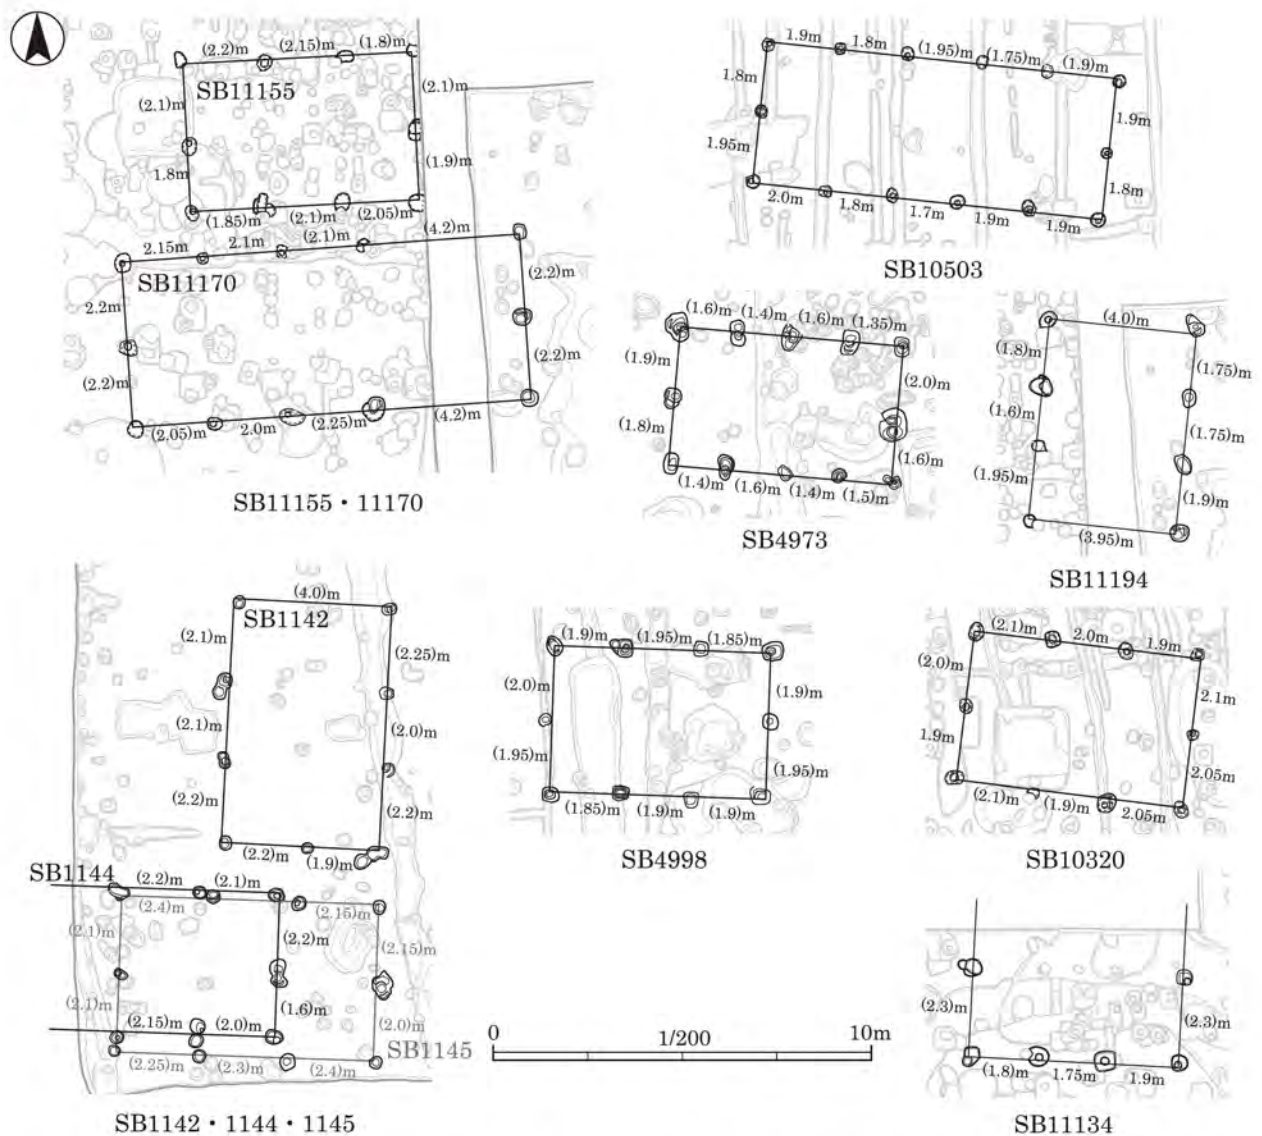 (2.2)m (2.15)m (1.8)m
SB11155
(2.1)m (2.1)m
1.8m (1.9)m
(1.85)m (2.1)m (2.05)m
2.15m 2.1m (2.1)m (4.2)m
SB11170
2.2m (2.2)m
(2.2)m (2.2)m
(2.05)m 2.0m (2.25)m (4.2)m
SB11155・11170
1.9m 1.8m (1.95)m (1.75)m (1.9)m
1.8m 1.9m
1.95m 1.8m
2.0m 1.8m 1.7m 1.9m 1.9m
SB10503
(1.6)m (1.4)m (1.6)m (1.35)m
(1.9)m (2.0)m
(1.8)m (1.6)m
(1.4)m (1.6)m (1.4)m (1.5)m
SB4973
(4.0)m
(1.8)m (1.75)m
(1.6)m (1.75)m
(1.95)m (1.9)m
(3.95)m
SB11194
(4.0)m
SB1142
(2.1)m (2.25)m
(2.1)m (2.0)m
(2.2)m (2.2)m
(2.2)m (1.9)m
SB1144
(2.2)m (2.1)m
(2.4)m (2.15)m
(2.1)m (2.2)m (2.15)m
(2.1)m (1.6)m (2.0)m
(2.15)m (2.0)m
SB1145
(2.25)m (2.3)m (2.4)m
SB1142・1144・1145
(1.9)m (1.95)m (1.85)m
(2.0)m (1.9)m
(1.95)m (1.95)m
(1.85)m (1.9)m (1.9)m
SB4998
(2.1)m 2.0m 1.9m
(2.0)m 2.1m
1.9m 2.05m
(2.1)m (1.9)m 2.05m
SB10320
0 1/200 10m
(2.3)m (2.3)m
(1.8)m 1.75m 1.9m
SB11134